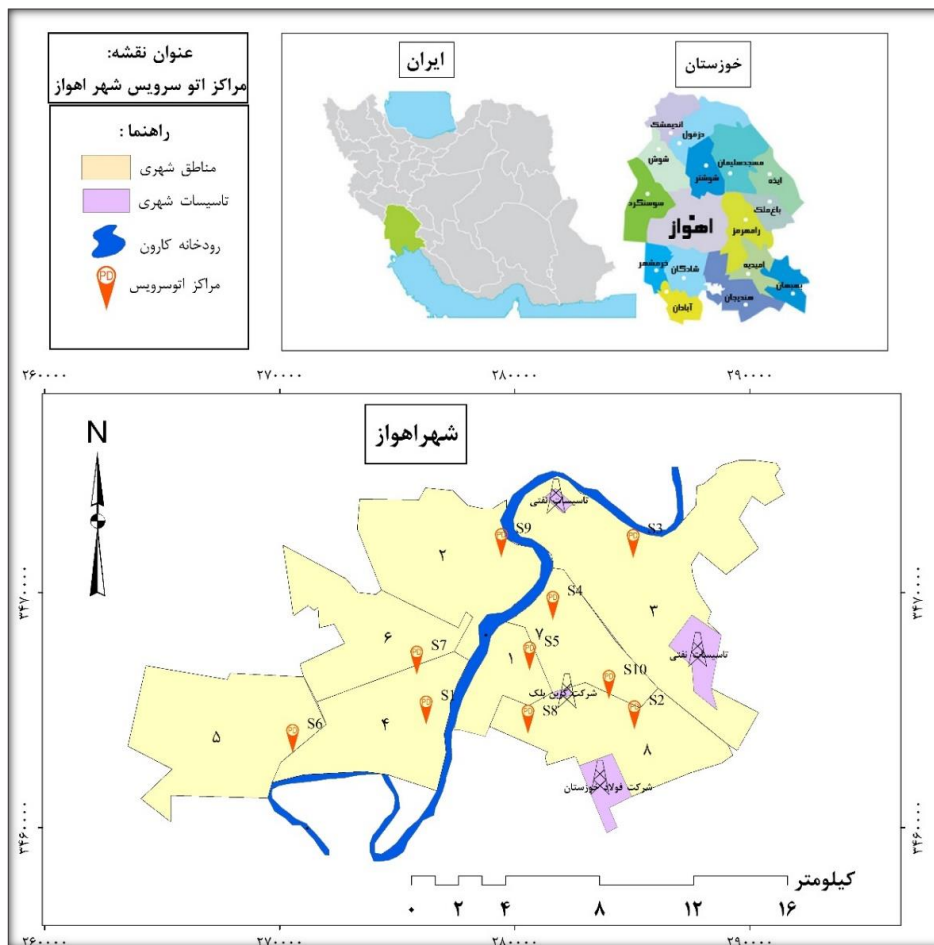 عنوان نقشه:
مراکز اتو سرویس شهر اهواز
راهنما :
مناطق شهری
تاسیسات شهری
رودخانه کارون
PD
مراکز اتوسرویس
ایران
خوزستان
اندیمشک
دزفول
شوش
شوشتر
مسجدسلیمان
ایذه
سوسنگرد
باغ‌ملک
اهواز
رامهرمز
خرمشهر
شادگان
امیدیه
آبادان
هندیجان
بهبهان
۲۶۰۰۰۰
۲۷۰۰۰۰
۲۸۰۰۰۰
۲۹۰۰۰۰
شهراهواز
N
تاسیسات نفتی
S9
S3
۲
۳۴۷۰۰۰۰
۳۴۷۰۰۰۰
S4
۳
۶
۷
S5
S7
۱
تاسیسات نفتی
S10
شرکت کربن بلک
S1
S8
S2
۴
S6
۵
۸
شرکت فولاد خوزستان
۳۴۶۰۰۰۰
۳۴۶۰۰۰۰
کیلومتر
۰ ۲ ۴ ۸ ۱۲ ۱۶
۲۶۰۰۰۰
۲۷۰۰۰۰
۲۸۰۰۰۰
۲۹۰۰۰۰